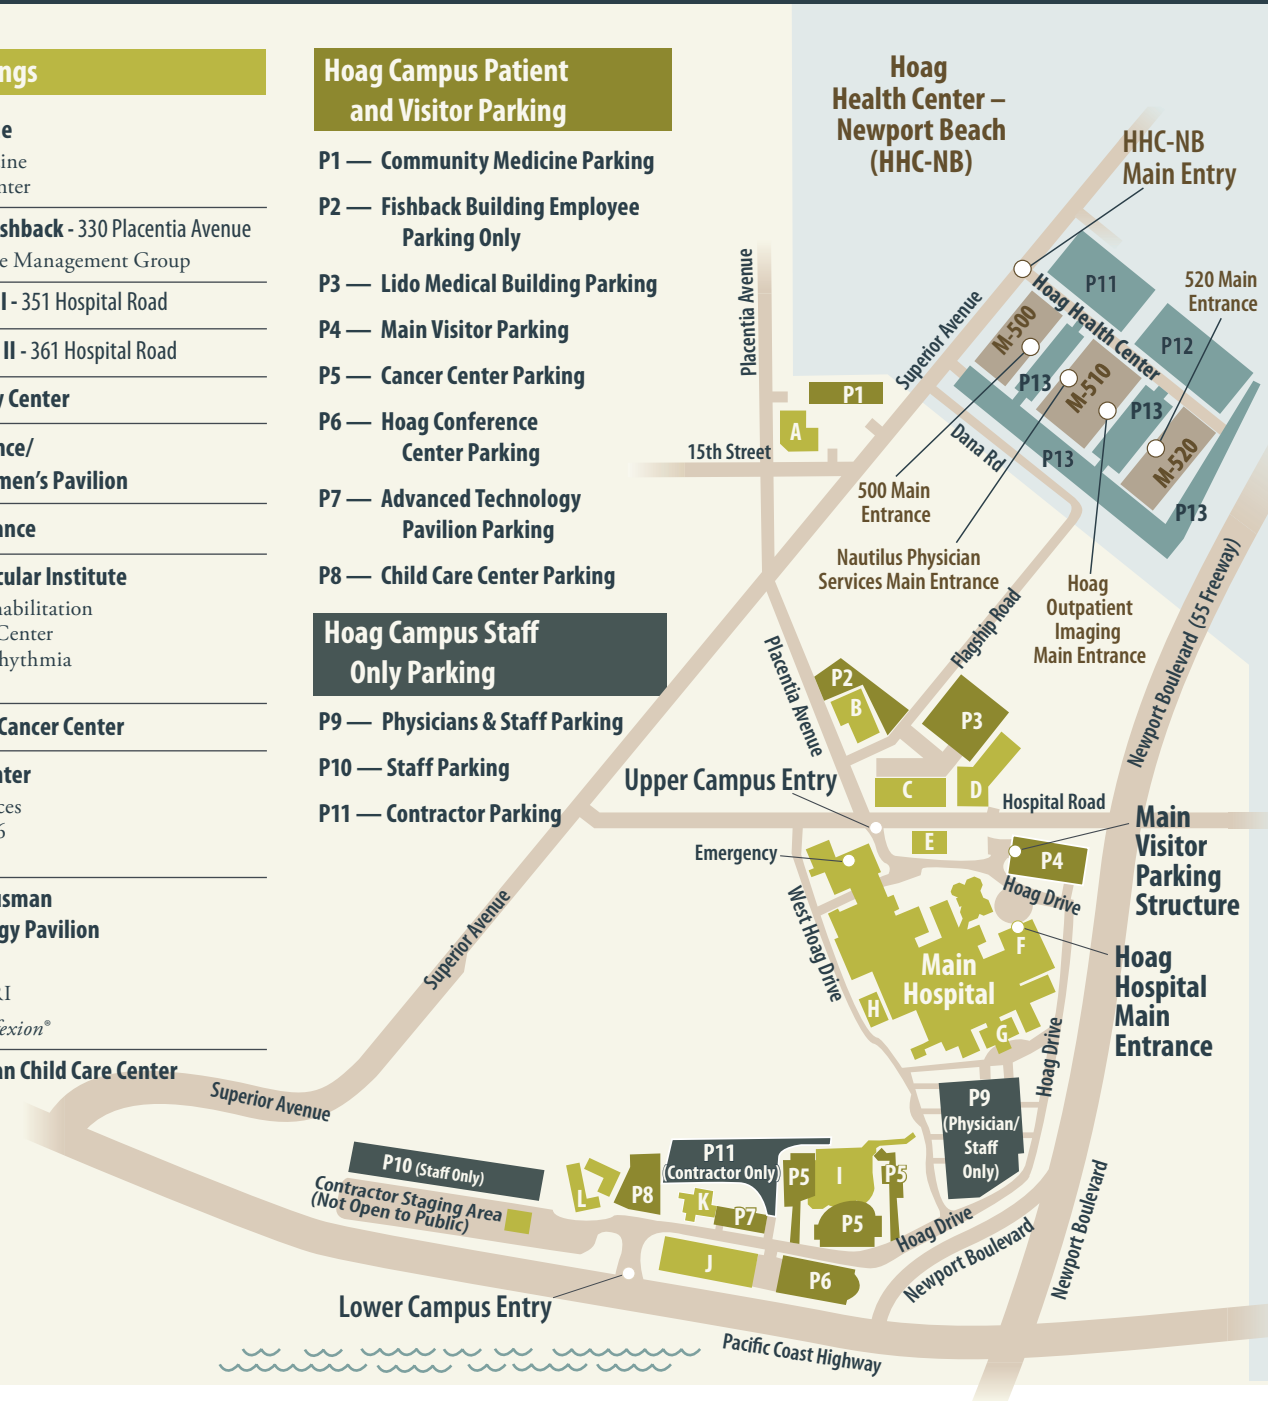 ngs
e
ine
nter
shback - 330 Placentia Avenue
e Management Group
I - 351 Hospital Road
II - 361 Hospital Road
y Center
nce/
men's Pavilion
ance
cular Institute
habilitation
Center
hythmia
Cancer Center
nter
ces
6
usman
gy Pavilion
RI
fexion®
an Child Care Center
Hoag Campus Patient
and Visitor Parking
P1 — Community Medicine Parking
P2 — Fishback Building Employee
Parking Only
P3 — Lido Medical Building Parking
P4 — Main Visitor Parking
P5 — Cancer Center Parking
P6 — Hoag Conference
Center Parking
P7 — Advanced Technology
Pavilion Parking
P8 — Child Care Center Parking
Hoag Campus Staff
Only Parking
P9 — Physicians & Staff Parking
P10 — Staff Parking
P11 — Contractor Parking
Hoag
Health Center –
Newport Beach
(HHC-NB)
HHC-NB
Main Entry
520 Main
Entrance
P11
P12
Hoag Health Center
M-500
M-510
M-520
P13
P13
P13
P13
Placentia Avenue
Superior Avenue
P1
A
15th Street
Dana Rd
500 Main
Entrance
Nautilus Physician
Services Main Entrance
Hoag
Outpatient
Imaging
Main Entrance
Flagship Road
Newport Boulevard (55 Freeway)
Placentia Avenue
P2
B
P3
C
D
Upper Campus Entry
Hospital Road
Main
Visitor
Parking
Structure
E
Emergency
P4
Hoag Drive
West Hoag Drive
F
Main
Hospital
Hoag
Hospital
Main
Entrance
H
G
Hoag Drive
Superior Avenue
Superior Avenue
P9
(Physician/
Staff
Only)
P10 (Staff Only)
Contractor Staging Area
(Not Open to Public)
P11
(Contractor Only)
L
P8
K
P7
P5
I
P5
P5
J
P6
Hoag Drive
Newport Boulevard
Newport Boulevard
Lower Campus Entry
Pacific Coast Highway